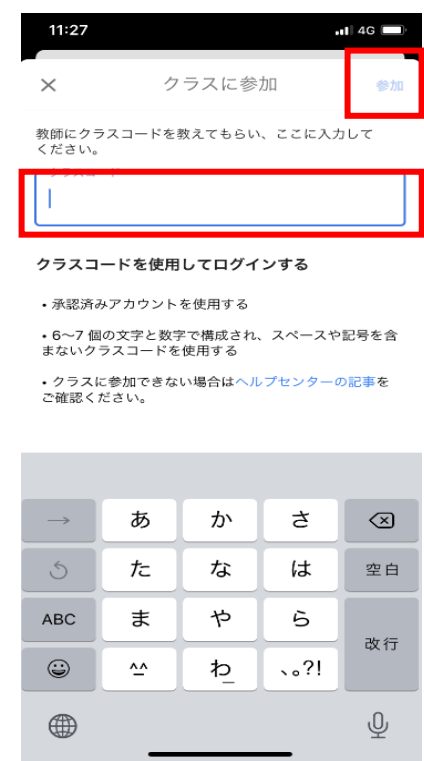 11:27
4G
クラスに参加
参加
教師にクラスコードを教えてもらい、ここに入力して
ください。
クラスコード
クラスコードを使用してログインする
• 承認済みアカウントを使用する
• 6〜7 個の文字と数字で構成され、スペースや記号を含
まないクラスコードを使用する
• クラスに参加できない場合はヘルプセンターの記事を
ご確認ください。
→ あ か さ
た な は 空白
ABC ま や ら
改行
^^ わ_ 、。?!